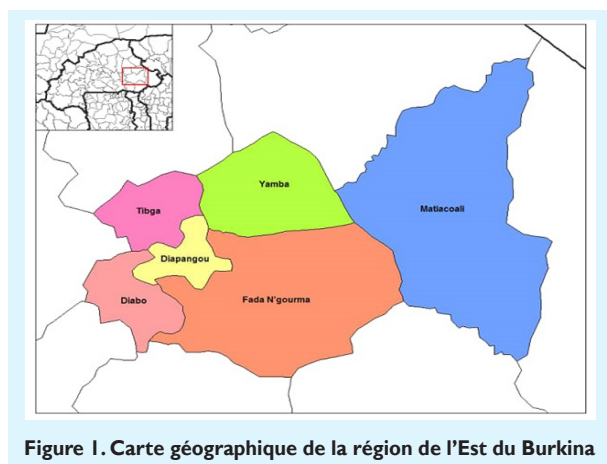 Yamba
Matiacoali
Tibga
Diapangou
Diabo
Fada N'gourma
Figure 1. Carte géographique de la région de l'Est du Burkina